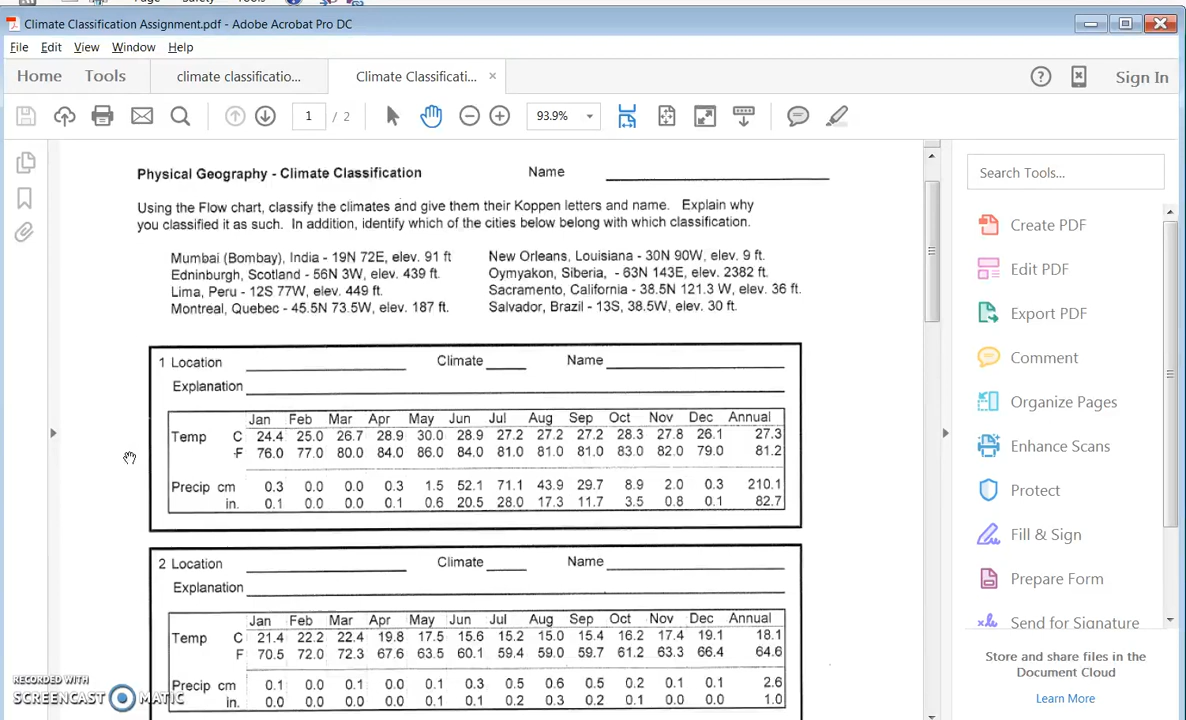 Page Safety Tools
Climate Classification Assignment.pdf - Adobe Acrobat Pro DC
File Edit View Window Help
Home Tools climate classificatio... Climate Classificati... × Sign In
1 / 2 93.9%
Search Tools...
Create PDF
Edit PDF
Export PDF
Comment
Organize Pages
Enhance Scans
Protect
Fill & Sign
Prepare Form
Send for Signature
Store and share files in the
Document Cloud
Learn More
Physical Geography - Climate Classification Name
Using the Flow chart, classify the climates and give them their Koppen letters and name. Explain why
you classified it as such. In addition, identify which of the cities below belong with which classification.
Mumbai (Bombay), India - 19N 72E, elev. 91 ft New Orleans, Louisiana - 30N 90W, elev. 9 ft.
Edninburgh, Scotland - 56N 3W, elev. 439 ft. Oymyakon, Siberia, - 63N 143E, elev. 2382 ft.
Lima, Peru - 12S 77W, elev. 449 ft. Sacramento, California - 38.5N 121.3 W, elev. 36 ft.
Montreal, Quebec - 45.5N 73.5W, elev. 187 ft. Salvador, Brazil - 13S, 38.5W, elev. 30 ft.
1 Location Climate Name
Explanation
Jan Feb Mar Apr May Jun Jul Aug Sep Oct Nov Dec Annual
Temp C 24.4 25.0 26.7 28.9 30.0 28.9 27.2 27.2 27.2 28.3 27.8 26.1 27.3
F 76.0 77.0 80.0 84.0 86.0 84.0 81.0 81.0 81.0 83.0 82.0 79.0 81.2
Precip cm 0.3 0.0 0.0 0.3 1.5 52.1 71.1 43.9 29.7 8.9 2.0 0.3 210.1
in. 0.1 0.0 0.0 0.1 0.6 20.5 28.0 17.3 11.7 3.5 0.8 0.1 82.7
2 Location Climate Name
Explanation
Jan Feb Mar Apr May Jun Jul Aug Sep Oct Nov Dec Annual
Temp C 21.4 22.2 22.4 19.8 17.5 15.6 15.2 15.0 15.4 16.2 17.4 19.1 18.1
F 70.5 72.0 72.3 67.6 63.5 60.1 59.4 59.0 59.7 61.2 63.3 66.4 64.6
Precip cm 0.1 0.0 0.1 0.0 0.1 0.3 0.5 0.6 0.5 0.2 0.1 0.1 2.6
in. 0.0 0.0 0.0 0.0 0.1 0.1 0.2 0.3 0.2 0.1 0.0 0.0 1.0
RECORDED WITH
SCREENCAST MATIC